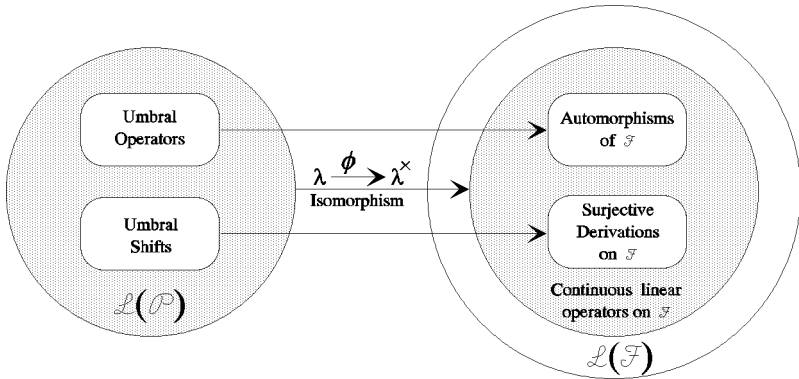 Umbral
Operators
Umbral
Shifts
ℒ(𝒫)
ϕ
λ → λ×
Isomorphism
Automorphisms
of ℱ
Surjective
Derivations
on ℱ
Continuous linear
operators on ℱ
ℒ(ℱ)